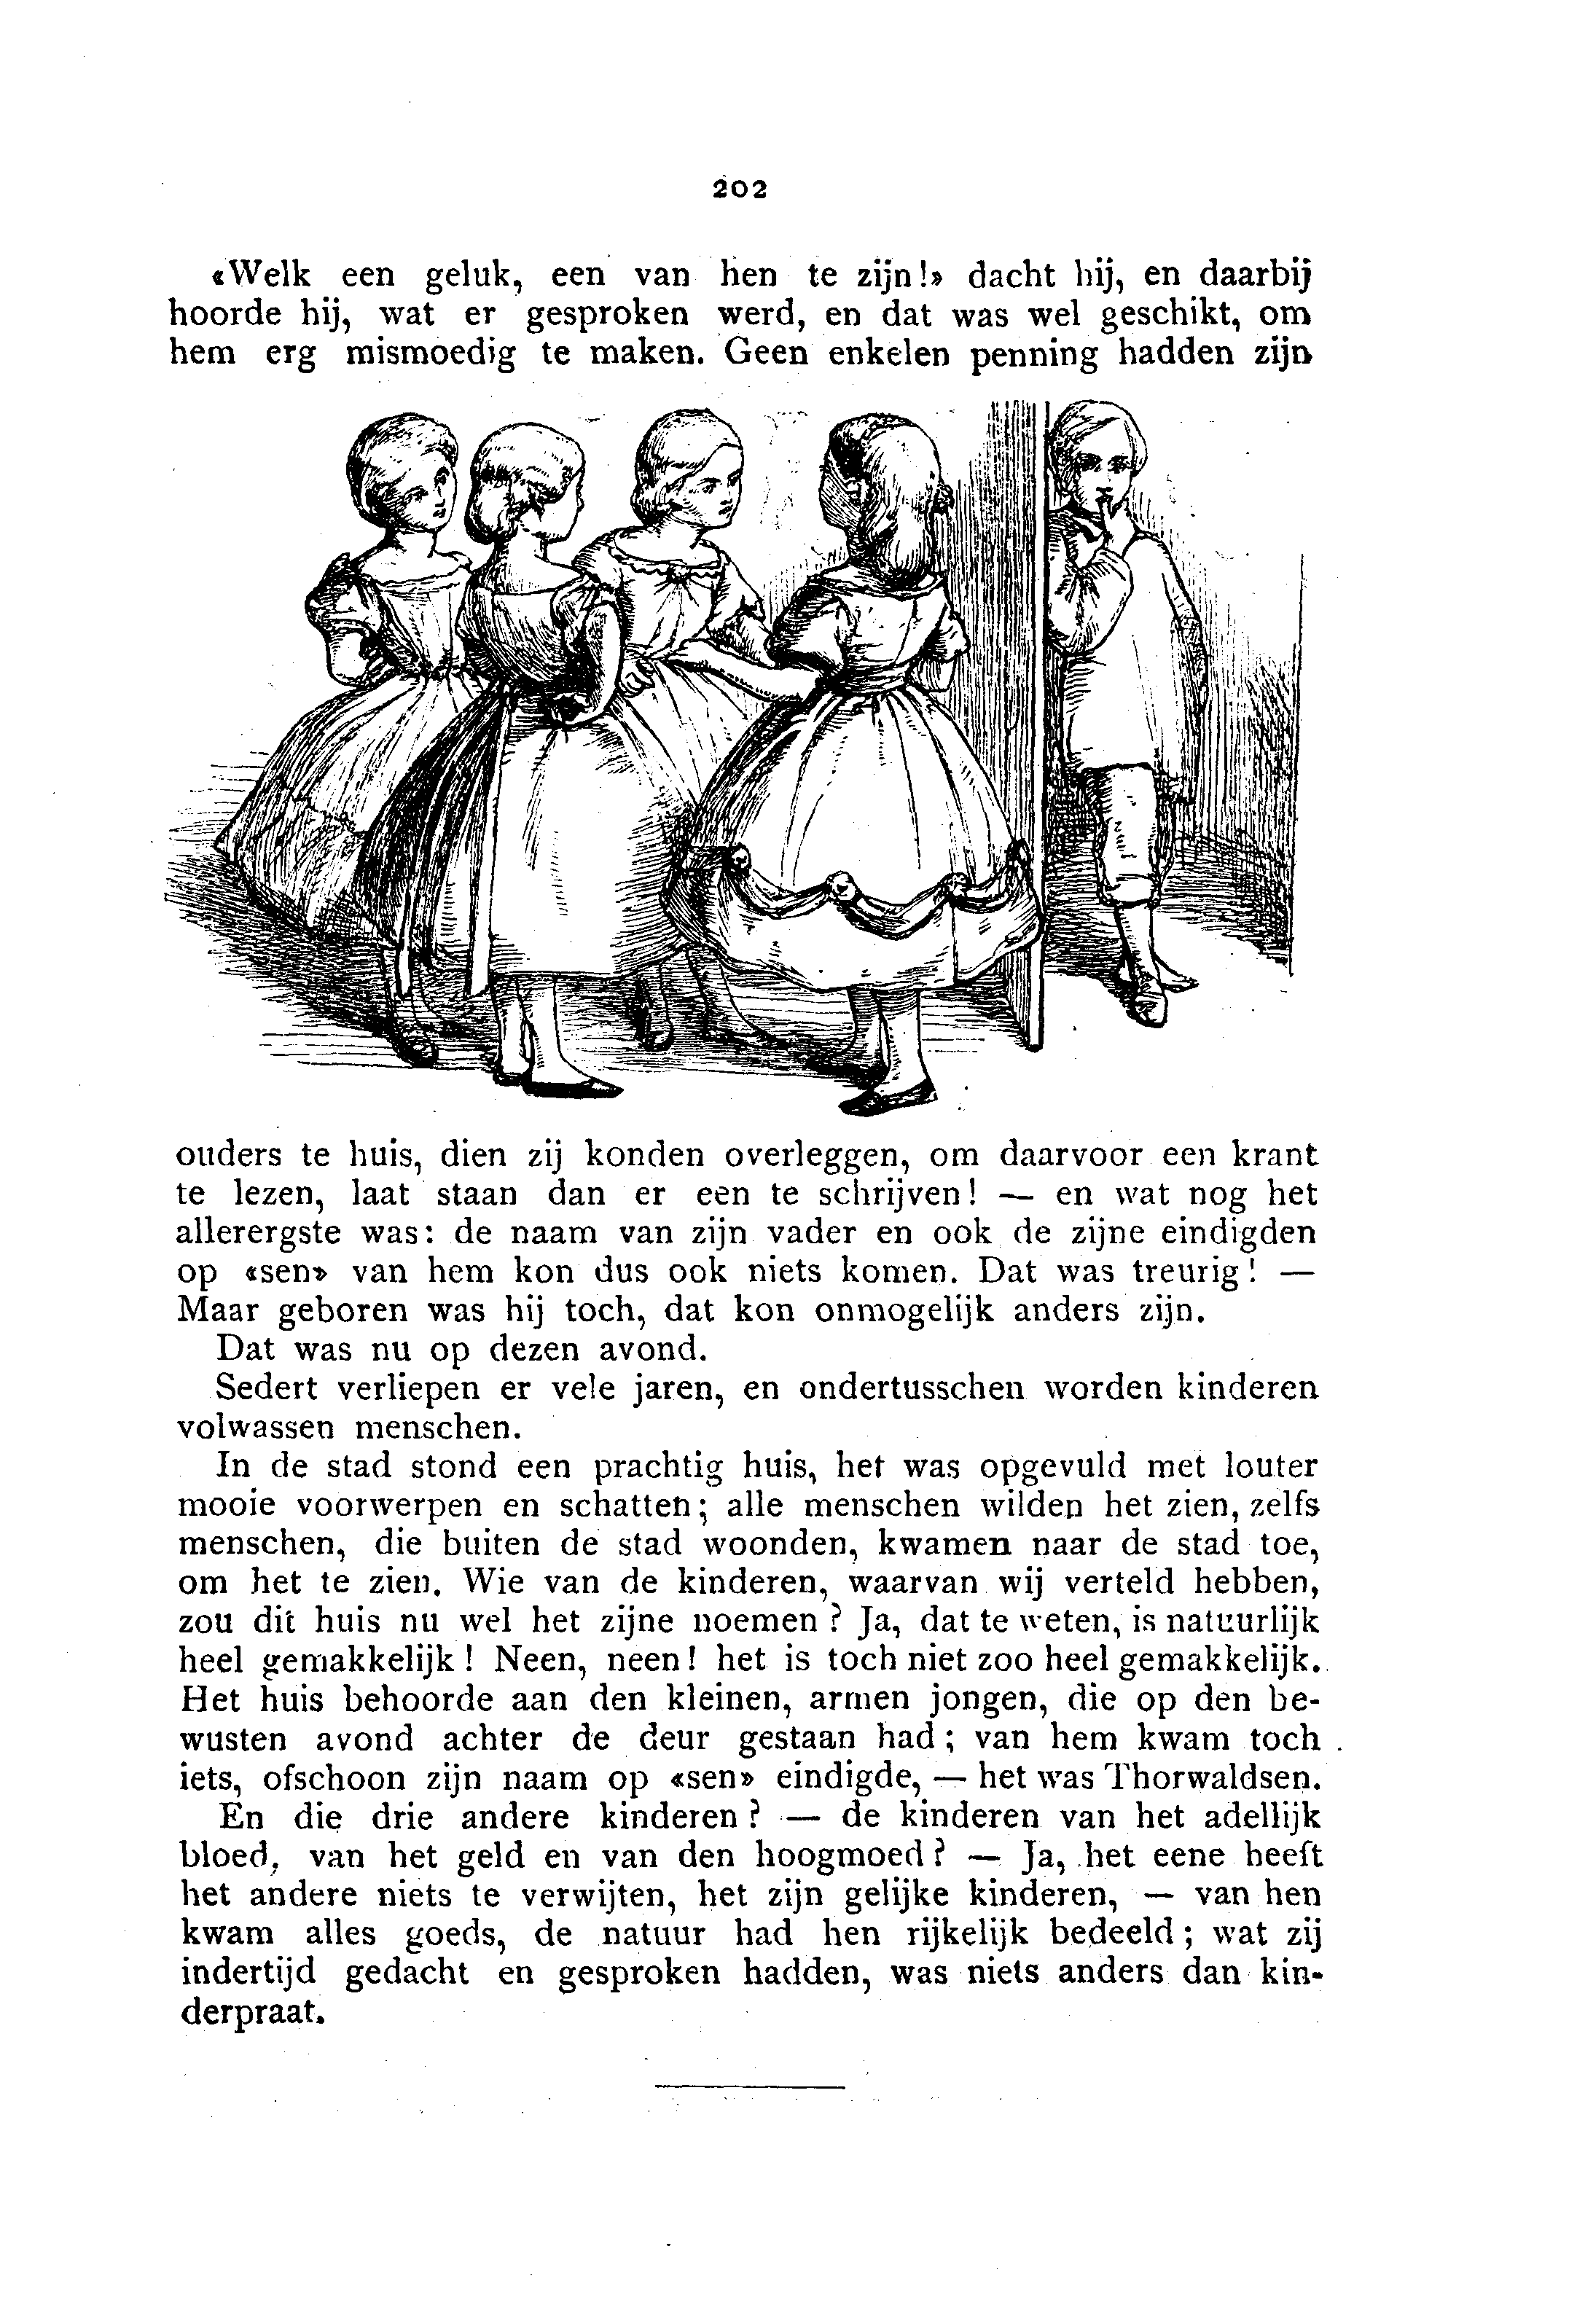 202
«Welk een geluk, een van hen te zijn!» dacht hij, en daarbij
hoorde hij, wat er gesproken werd, en dat was wel geschikt, om
hem erg mismoedig te maken. Geen enkelen penning hadden zijn
ouders te huis, dien zij konden overleggen, om daarvoor een krant
te lezen, laat staan dan er een te schrijven! — en wat nog het
allerergste was: de naam van zijn vader en ook de zijne eindigden
op «sen» van hem kon dus ook niets komen. Dat was treurig! —
Maar geboren was hij toch, dat kon onmogelijk anders zijn.
Dat was nu op dezen avond.
Sedert verliepen er vele jaren, en ondertusschen worden kinderen
volwassen menschen.
In de stad stond een prachtig huis, het was opgevuld met louter
mooie voorwerpen en schatten; alle menschen wilden het zien, zelfs
menschen, die buiten de stad woonden, kwamen naar de stad toe,
om het te zien. Wie van de kinderen, waarvan wij verteld hebben,
zou dit huis nu wel het zijne noemen? Ja, dat te weten, is natuurlijk
heel gemakkelijk! Neen, neen! het is toch niet zoo heel gemakkelijk.
Het huis behoorde aan den kleinen, armen jongen, die op den be-
wusten avond achter de deur gestaan had; van hem kwam toch
iets, ofschoon zijn naam op «sen» eindigde, — het was Thorwaldsen.
En die drie andere kinderen? — de kinderen van het adellijk
bloed, van het geld en van den hoogmoed? — Ja, het eene heeft
het andere niets te verwijten, het zijn gelijke kinderen, — van hen
kwam alles goeds, de natuur had hen rijkelijk bedeeld; wat zij
indertijd gedacht en gesproken hadden, was niets anders dan kin-
derpraat.